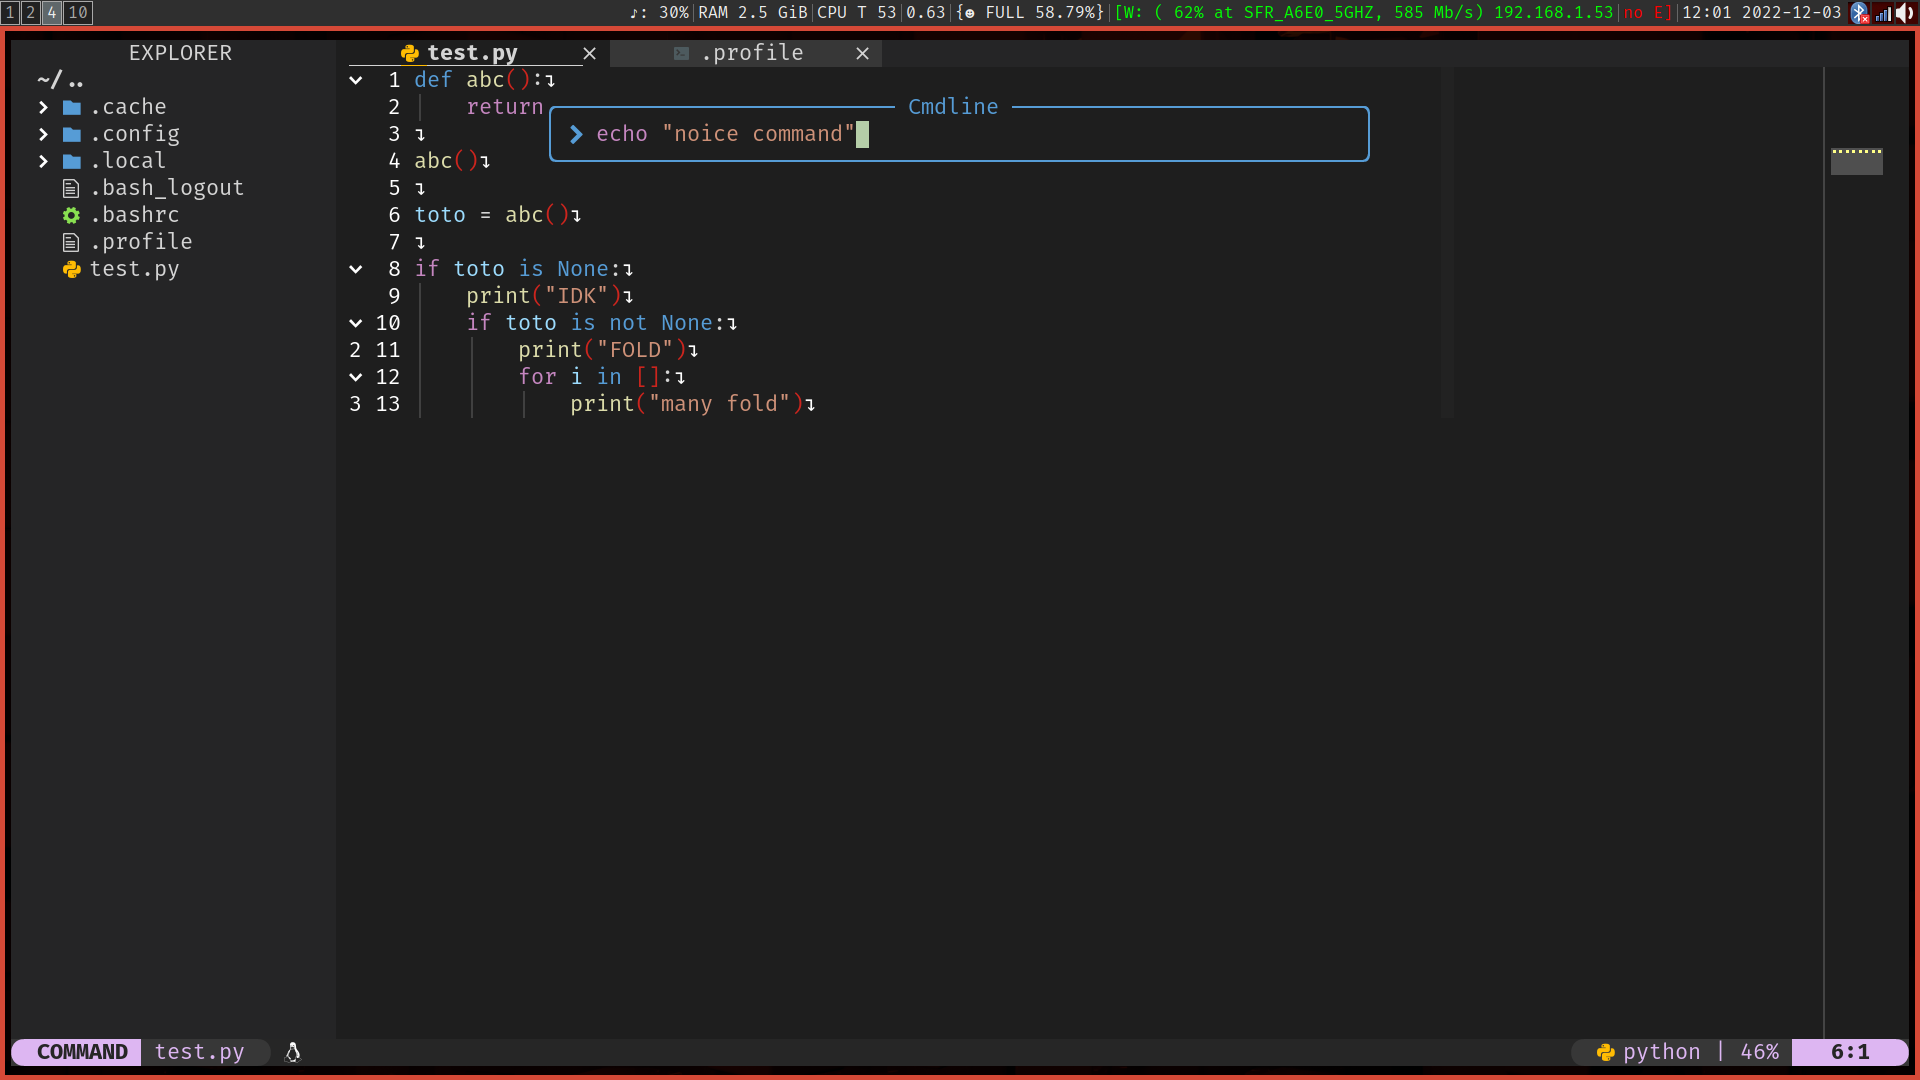 1 2 4 10 ♪: 30%|RAM 2.5 GiB|CPU T 53|0.63|{☻ FULL 58.79%}|[W: ( 62% at SFR_A6E0_5GHZ, 585 Mb/s) 192.168.1.53|no E]|12:01 2022-12-03
EXPLORER
~/..
.cache
.config
.local
.bash_logout
.bashrc
.profile
test.py
test.py × .profile ×
1 def abc():↴
2 return
3 ↴
4 abc()↴
5 ↴
6 toto = abc()↴
7 ↴
8 if toto is None:↴
9 print("IDK")↴
10 if toto is not None:↴
2 11 print("FOLD")↴
12 for i in []:↴
3 13 print("many fold")↴
Cmdline
echo "noice command"
COMMAND test.py python | 46% 6:1